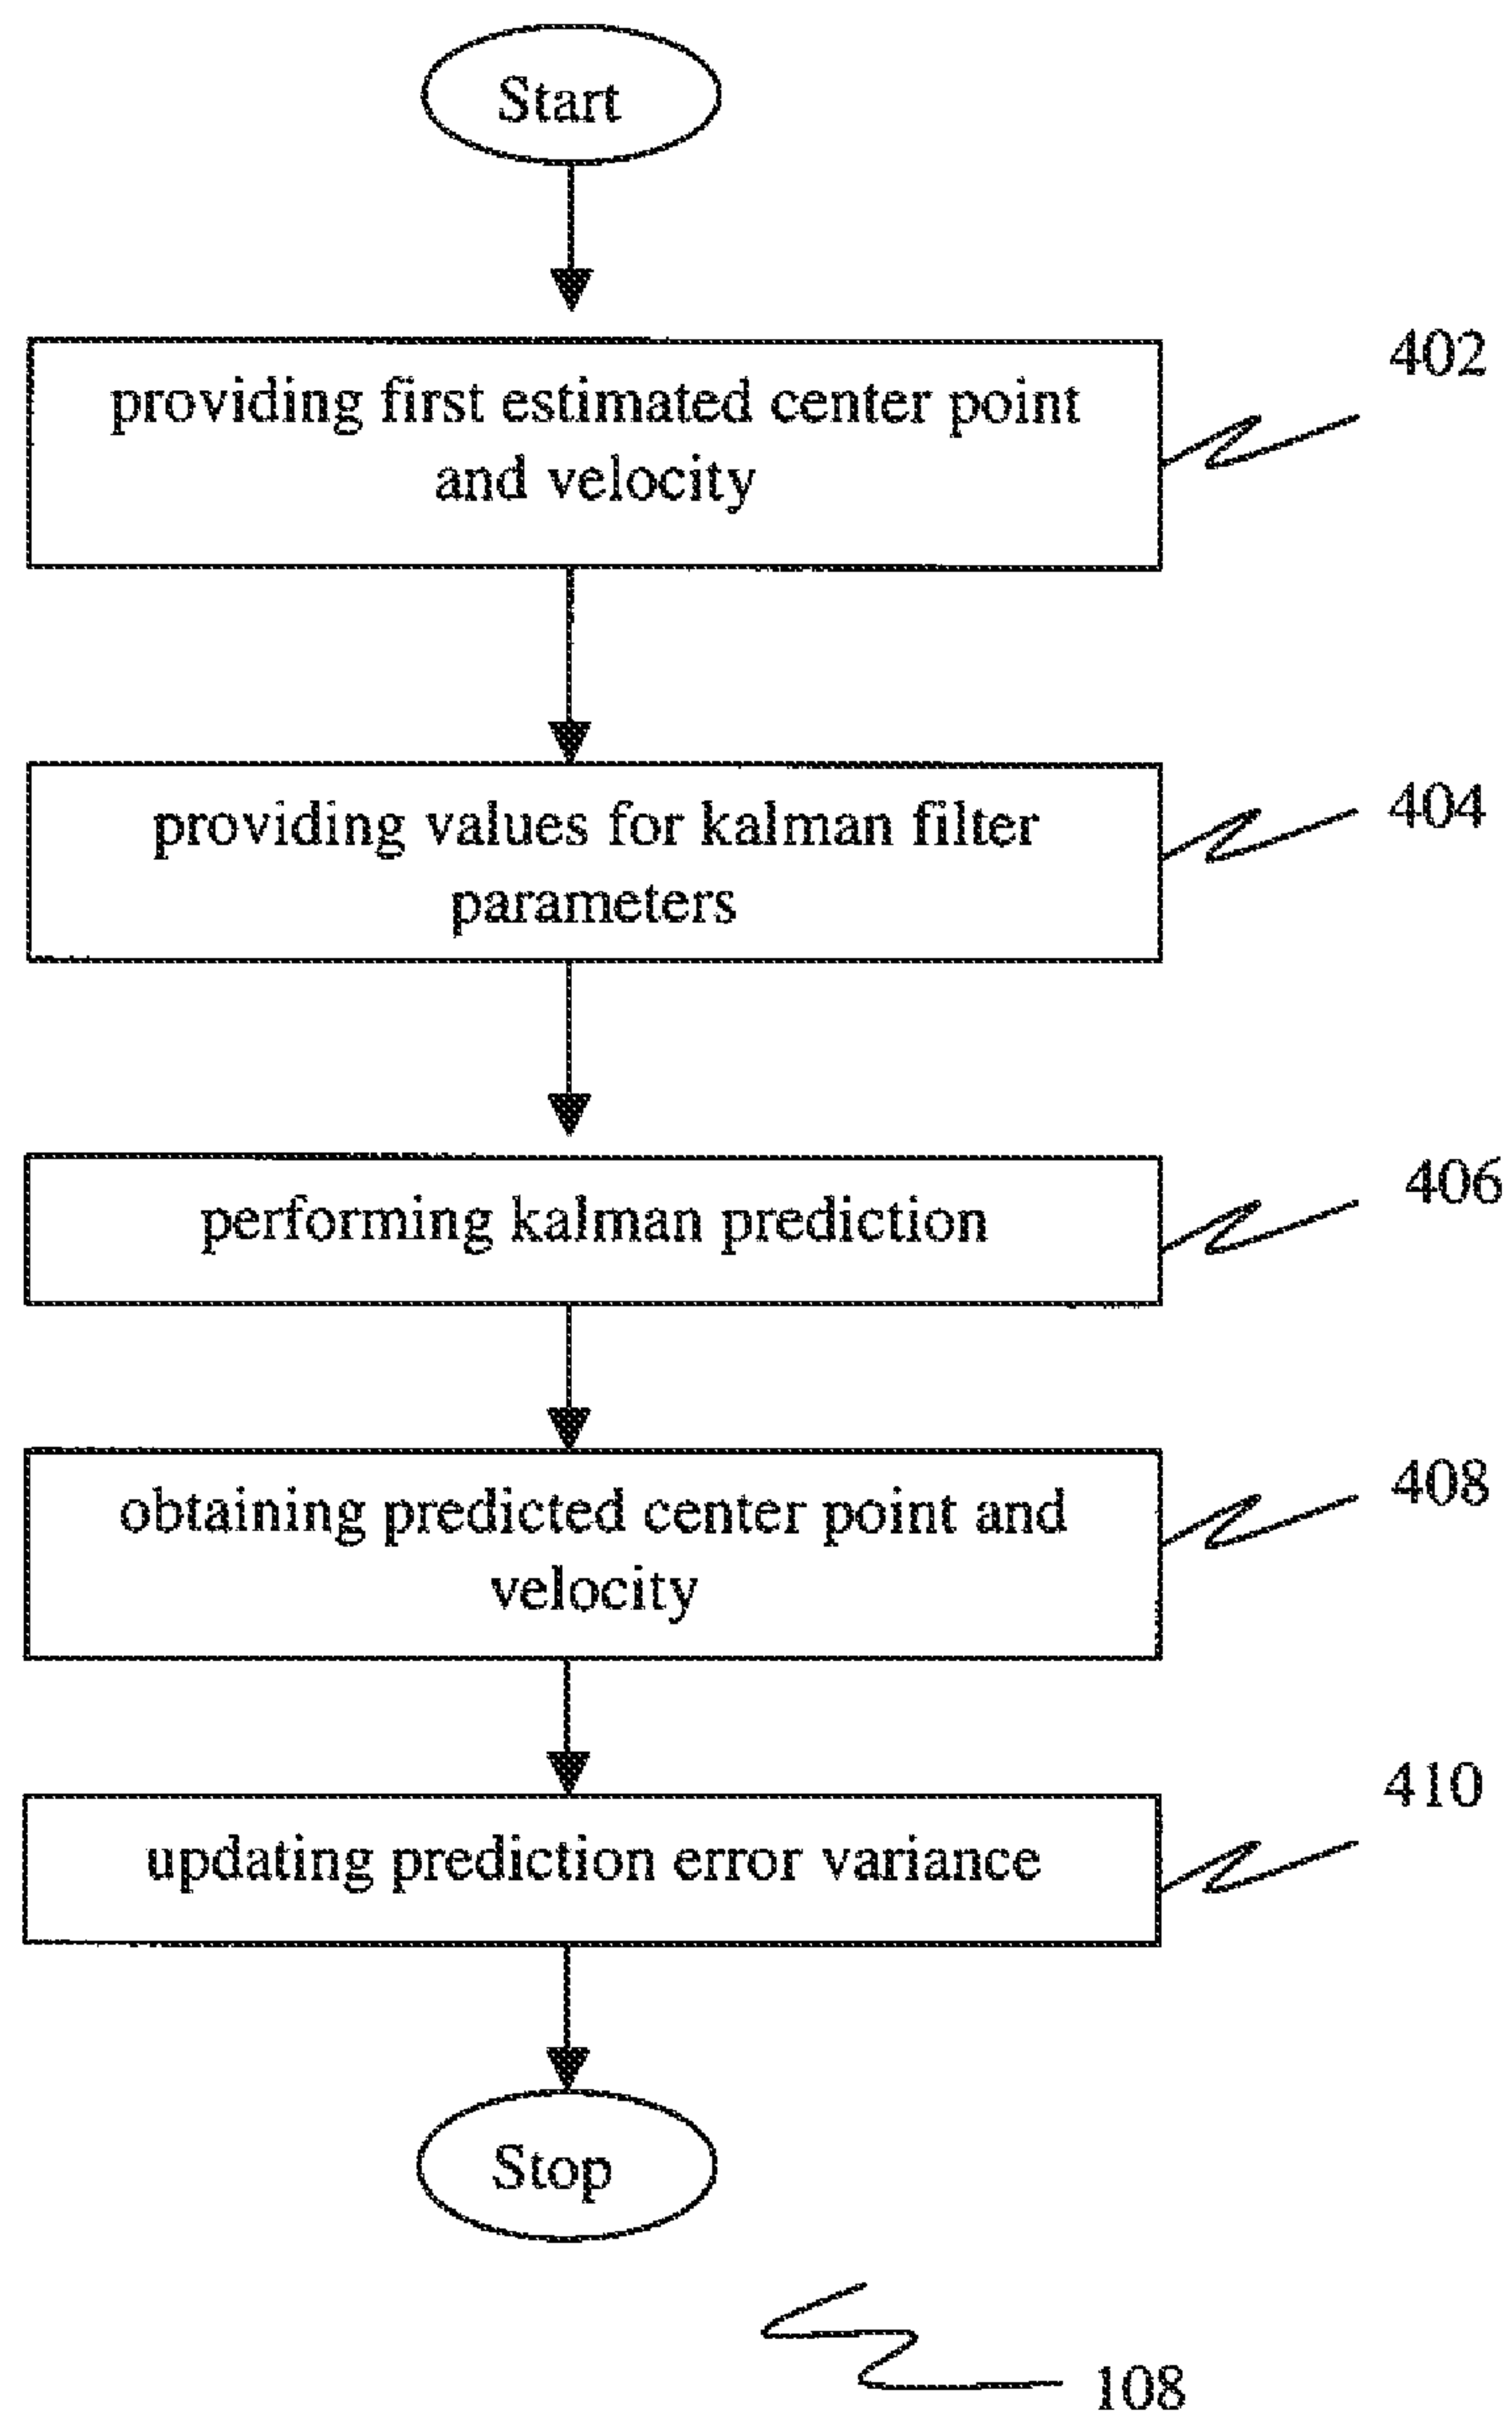 Start
402
providing first estimated center point
and velocity
404
providing values for kalman filter
parameters
406
performing kalman prediction
408
obtaining predicted center point and
velocity
410
updating prediction error variance
Stop
108